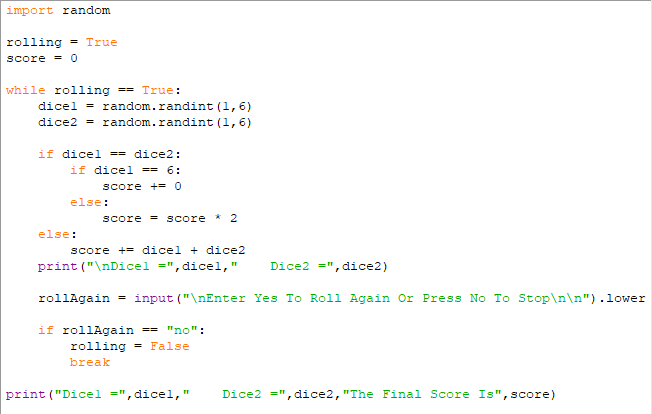 import random

rolling = True
score = 0

while rolling == True:
    dice1 = random.randint(1,6)
    dice2 = random.randint(1,6)

    if dice1 == dice2:
        if dice1 == 6:
            score += 0
        else:
            score = score * 2
    else:
        score += dice1 + dice2
    print("\nDice1 =",dice1,"    Dice2 =",dice2)

    rollAgain = input("\nEnter Yes To Roll Again Or Press No To Stop\n\n").lower

    if rollAgain == "no":
        rolling = False
        break

print("Dice1 =",dice1,"    Dice2 =",dice2,"The Final Score Is",score)